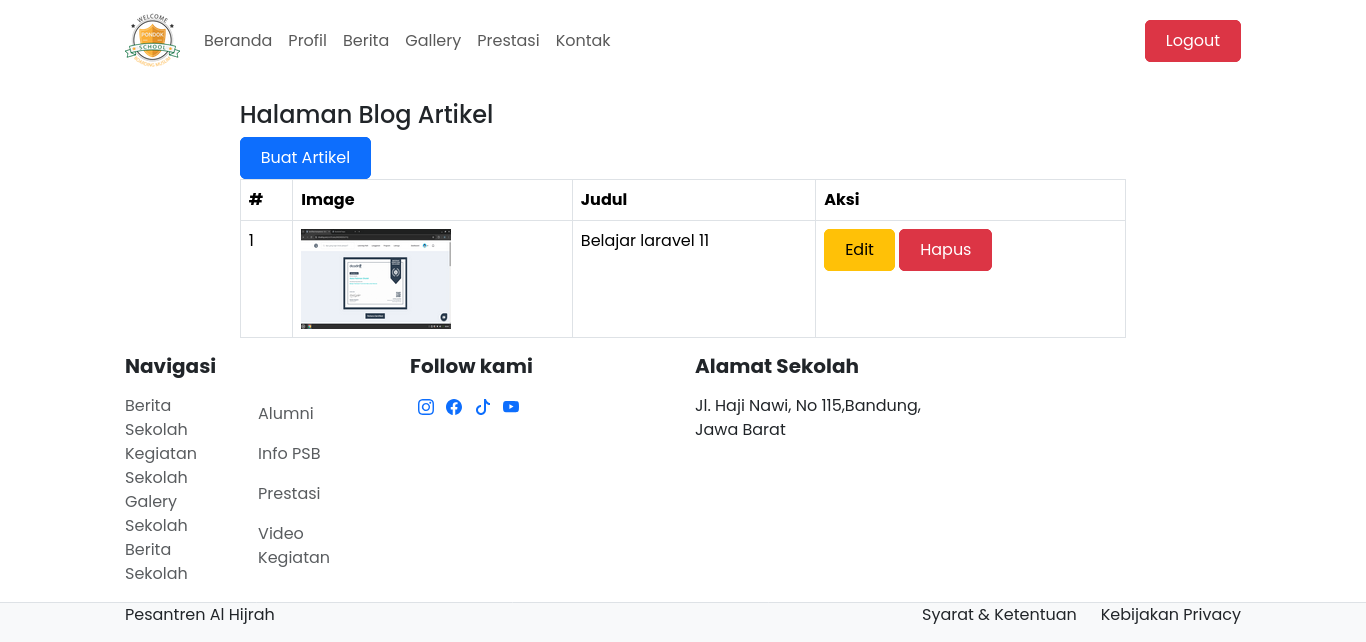 WELCOME
PONDOK
SCHOOL
Beranda Profil Berita Gallery Prestasi Kontak
Logout
Halaman Blog Artikel
Buat Artikel
# Image Judul Aksi
1 Belajar laravel 11 Edit Hapus
Navigasi
Berita
Sekolah
Kegiatan
Sekolah
Galery
Sekolah
Berita
Sekolah
Alumni
Info PSB
Prestasi
Video
Kegiatan
Follow kami
Alamat Sekolah
Jl. Haji Nawi, No 115,Bandung,
Jawa Barat
Pesantren Al Hijrah
Syarat & Ketentuan Kebijakan Privacy